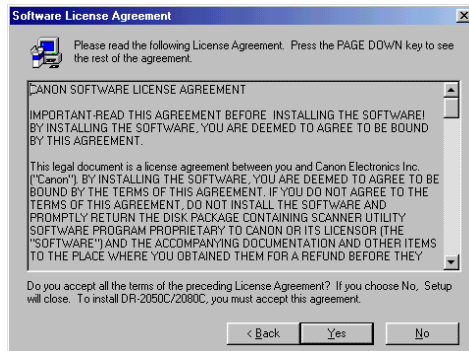 Software License Agreement
Please read the following License Agreement. Press the PAGE DOWN key to see
the rest of the agreement.
CANON SOFTWARE LICENSE AGREEMENT
IMPORTANT-READ THIS AGREEMENT BEFORE INSTALLING THE SOFTWARE!
BY INSTALLING THE SOFTWARE, YOU ARE DEEMED TO AGREE TO BE BOUND
BY THIS AGREEMENT.
This legal document is a license agreement between you and Canon Electronics Inc.
("Canon"). BY INSTALLING THE SOFTWARE, YOU ARE DEEMED TO AGREE TO BE
BOUND BY THE TERMS OF THIS AGREEMENT. IF YOU DO NOT AGREE TO THE
TERMS OF THIS AGREEMENT, DO NOT INSTALL THE SOFTWARE AND
PROMPTLY RETURN THE DISK PACKAGE CONTAINING SCANNER UTILITY
SOFTWARE PROGRAM PROPRIETARY TO CANON OR ITS LICENSOR (THE
"SOFTWARE") AND THE ACCOMPANYING DOCUMENTATION AND OTHER ITEMS
TO THE PLACE WHERE YOU OBTAINED THEM FOR A REFUND BEFORE THEY
Do you accept all the terms of the preceding License Agreement? If you choose No, Setup
will close. To install DR-2050C/2080C, you must accept this agreement.
< Back Yes No